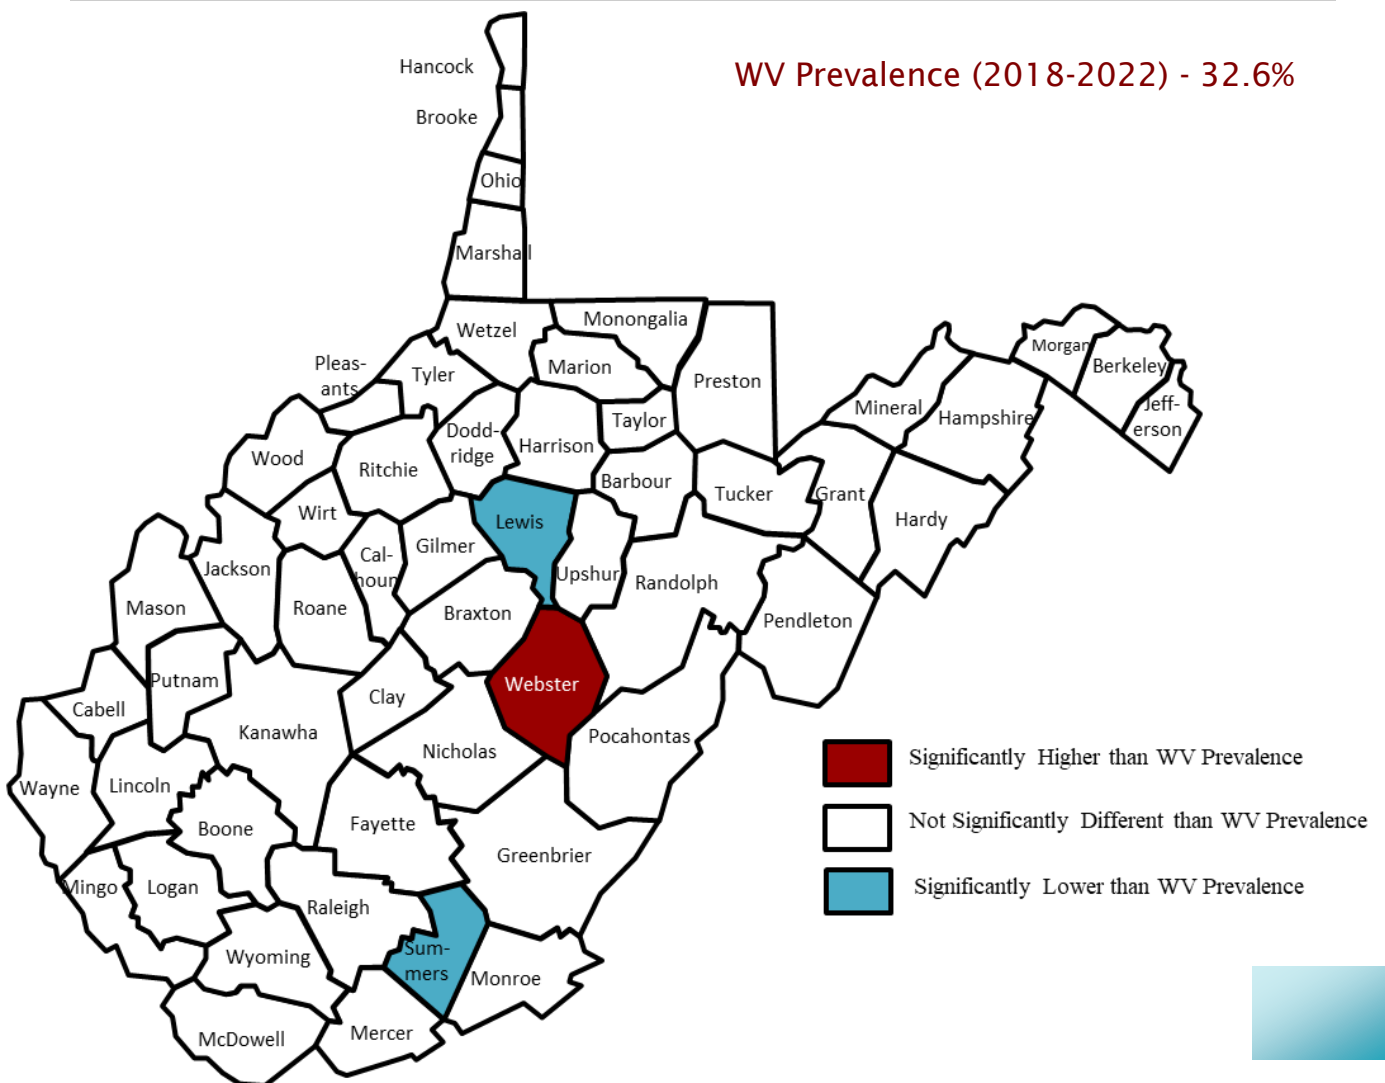 WV Prevalence (2018-2022) - 32.6%
Hancock
Brooke
Ohio
Marshall
Wetzel
Monongalia
Marion
Preston
Pleas-
ants
Tyler
Morgan
Berkeley
Jeff-
erson
Mineral
Hampshire
Taylor
Dodd-
ridge
Harrison
Wood
Ritchie
Barbour
Tucker
Grant
Hardy
Wirt
Lewis
Gilmer
Cal-
houn
Upshur
Randolph
Jackson
Mason
Roane
Braxton
Pendleton
Putnam
Clay
Webster
Cabell
Kanawha
Nicholas
Pocahontas
Wayne
Lincoln
Boone
Fayette
Greenbrier
Mingo
Logan
Raleigh
Sum-
mers
Wyoming
Monroe
McDowell
Mercer
Significantly Higher than WV Prevalence
Not Significantly Different than WV Prevalence
Significantly Lower than WV Prevalence